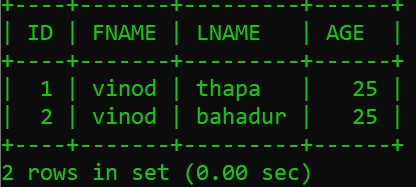 +----+-------+---------+------+
| ID | FNAME | LNAME   | AGE  |
+----+-------+---------+------+
|  1 | vinod | thapa   |   25 |
|  2 | vinod | bahadur |   25 |
+----+-------+---------+------+
2 rows in set (0.00 sec)